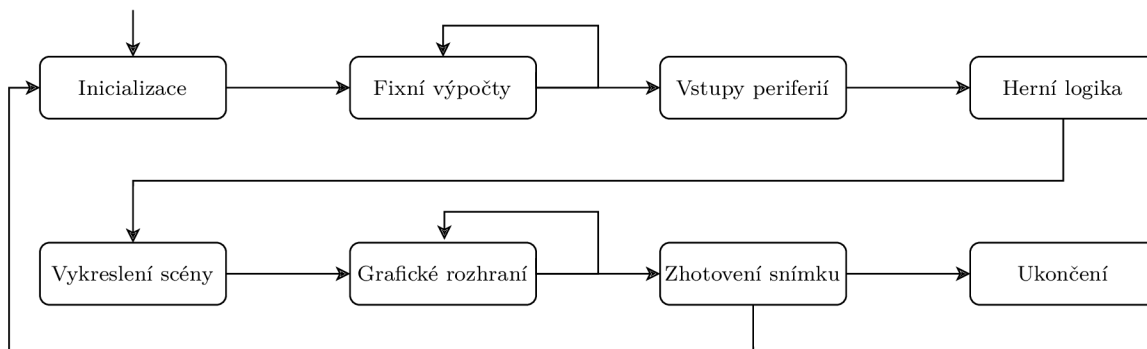 Inicializace
Fixní výpočty
Vstupy periferií
Herní logika
Vykreslení scény
Grafické rozhraní
Zhotovení snímku
Ukončení